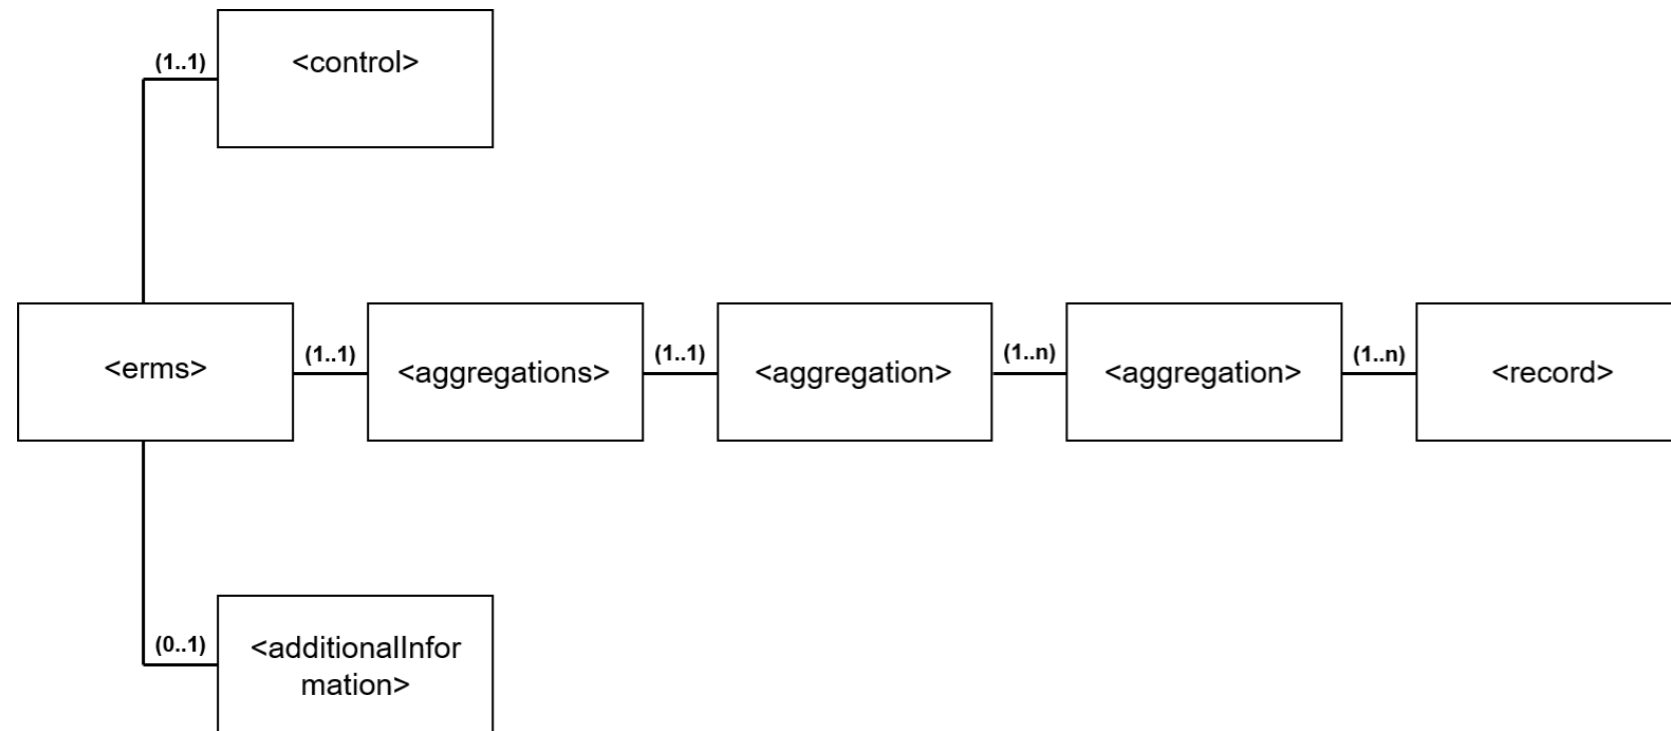 (1..1)
<control>
<erms>
(1..1)
<aggregations>
(1..1)
<aggregation>
(1..n)
<aggregation>
(1..n)
<record>
(0..1)
<additionalInfor
mation>